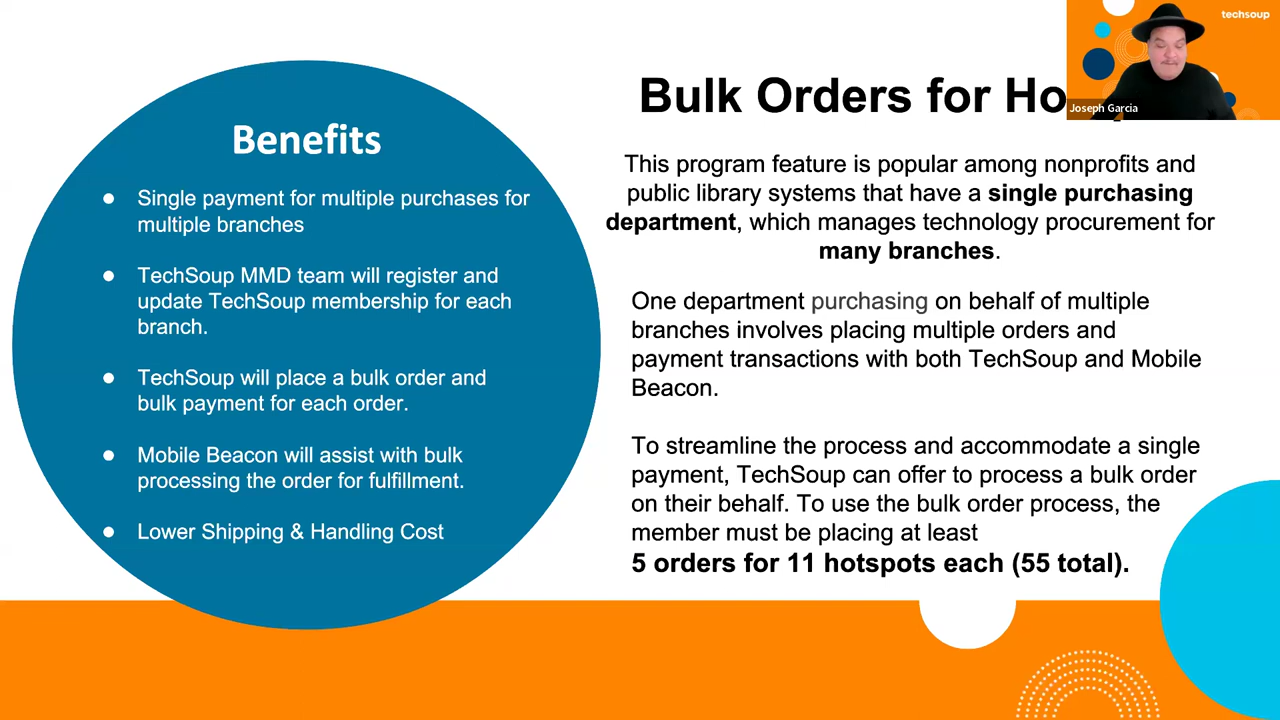 techsoup
Joseph Garcia
Benefits
● Single payment for multiple purchases for
multiple branches
● TechSoup MMD team will register and
update TechSoup membership for each
branch.
● TechSoup will place a bulk order and
bulk payment for each order.
● Mobile Beacon will assist with bulk
processing the order for fulfillment.
● Lower Shipping & Handling Cost
Bulk Orders for
This program feature is popular among nonprofits and
public library systems that have a single purchasing
department, which manages technology procurement for
many branches.
One department purchasing on behalf of multiple
branches involves placing multiple orders and
payment transactions with both TechSoup and Mobile
Beacon.
To streamline the process and accommodate a single
payment, TechSoup can offer to process a bulk order
on their behalf. To use the bulk order process, the
member must be placing at least
5 orders for 11 hotspots each (55 total).